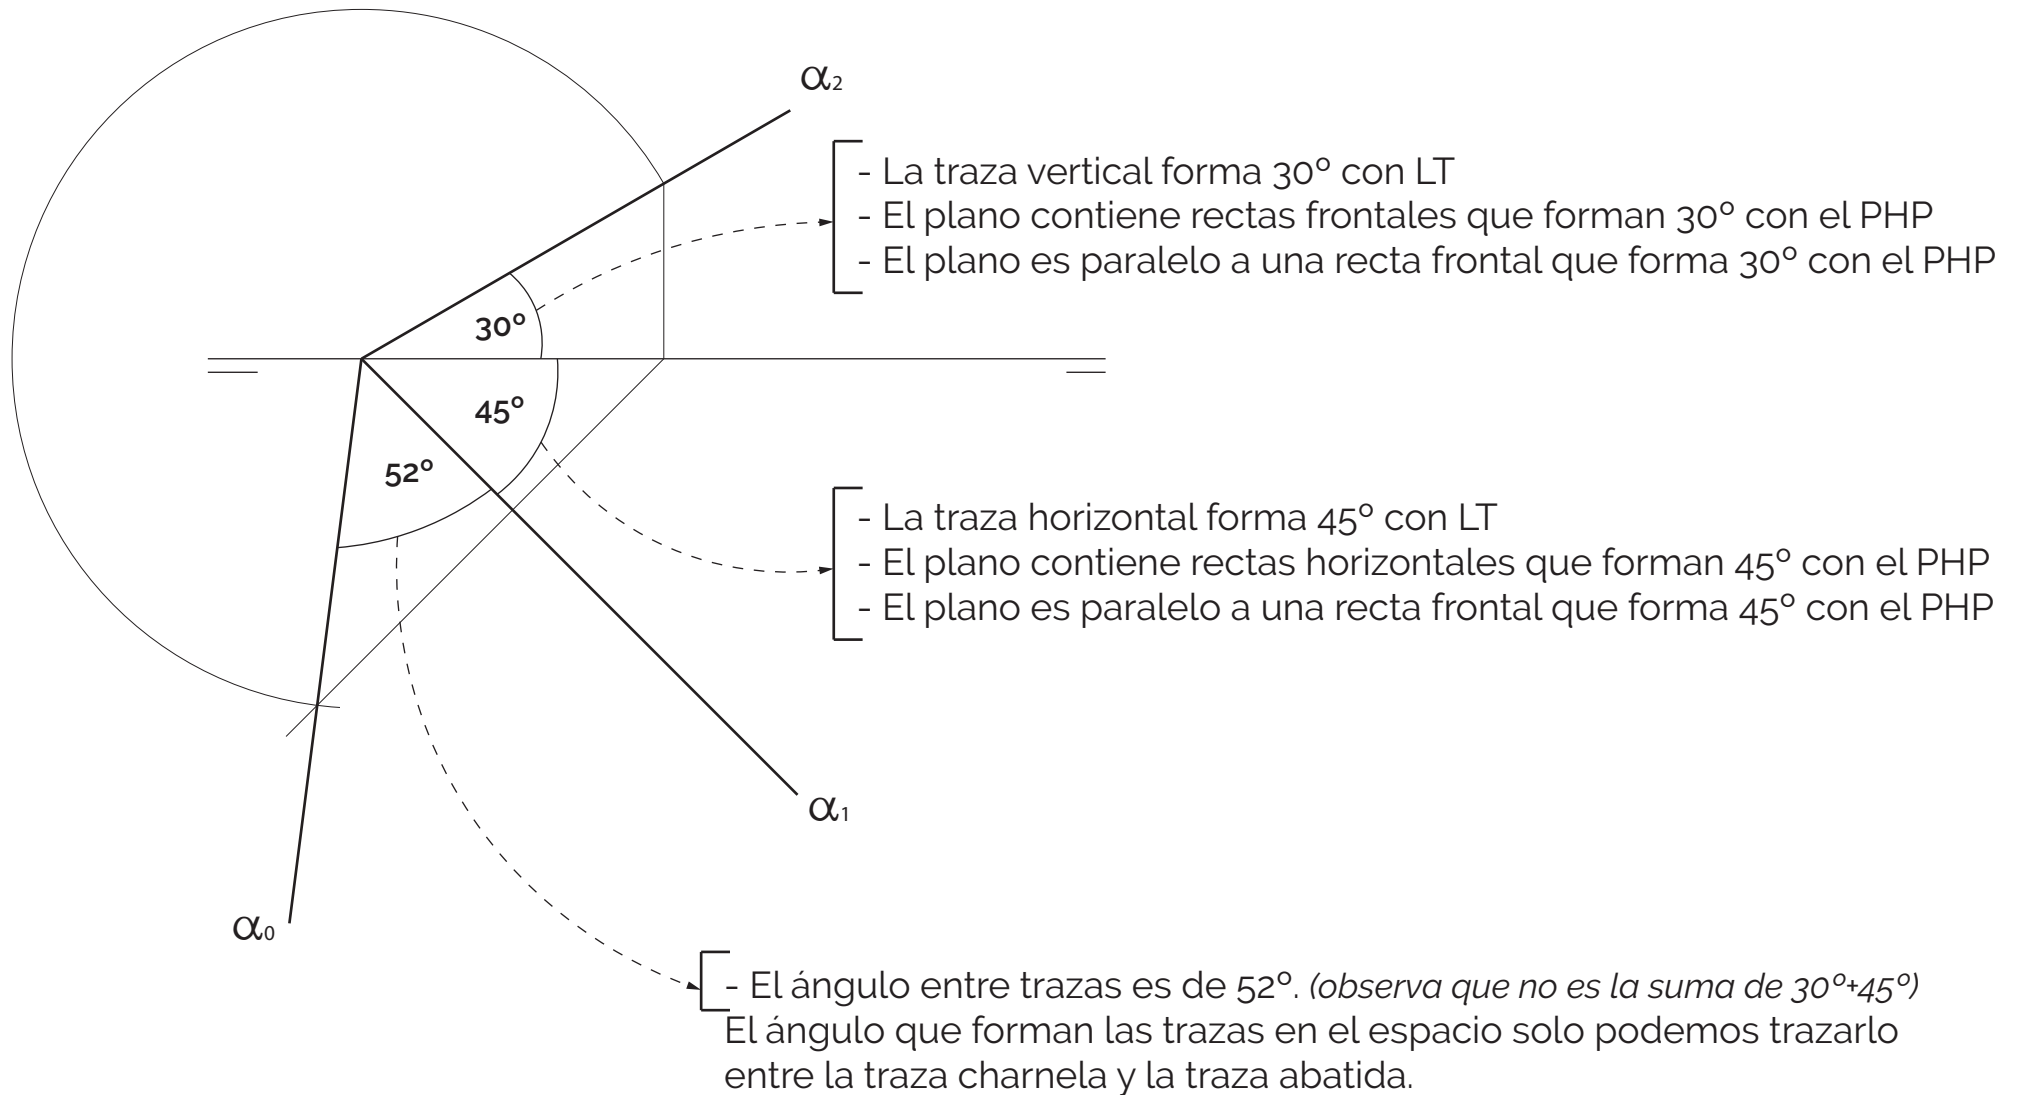 α2
- La traza vertical forma 30º con LT
- El plano contiene rectas frontales que forman 30º con el PHP
- El plano es paralelo a una recta frontal que forma 30º con el PHP
30º
45º
52º
- La traza horizontal forma 45º con LT
- El plano contiene rectas horizontales que forman 45º con el PHP
- El plano es paralelo a una recta frontal que forma 45º con el PHP
α1
α0
- El ángulo entre trazas es de 52º. (observa que no es la suma de 30º+45º)
El ángulo que forman las trazas en el espacio solo podemos trazarlo
entre la traza charnela y la traza abatida.